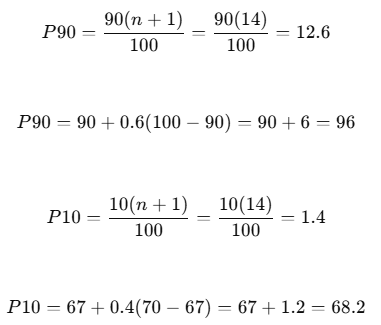 P90 = 90(n + 1)/100 = 90(14)/100 = 12.6
P90 = 90 + 0.6(100 − 90) = 90 + 6 = 96
P10 = 10(n + 1)/100 = 10(14)/100 = 1.4
P10 = 67 + 0.4(70 − 67) = 67 + 1.2 = 68.2